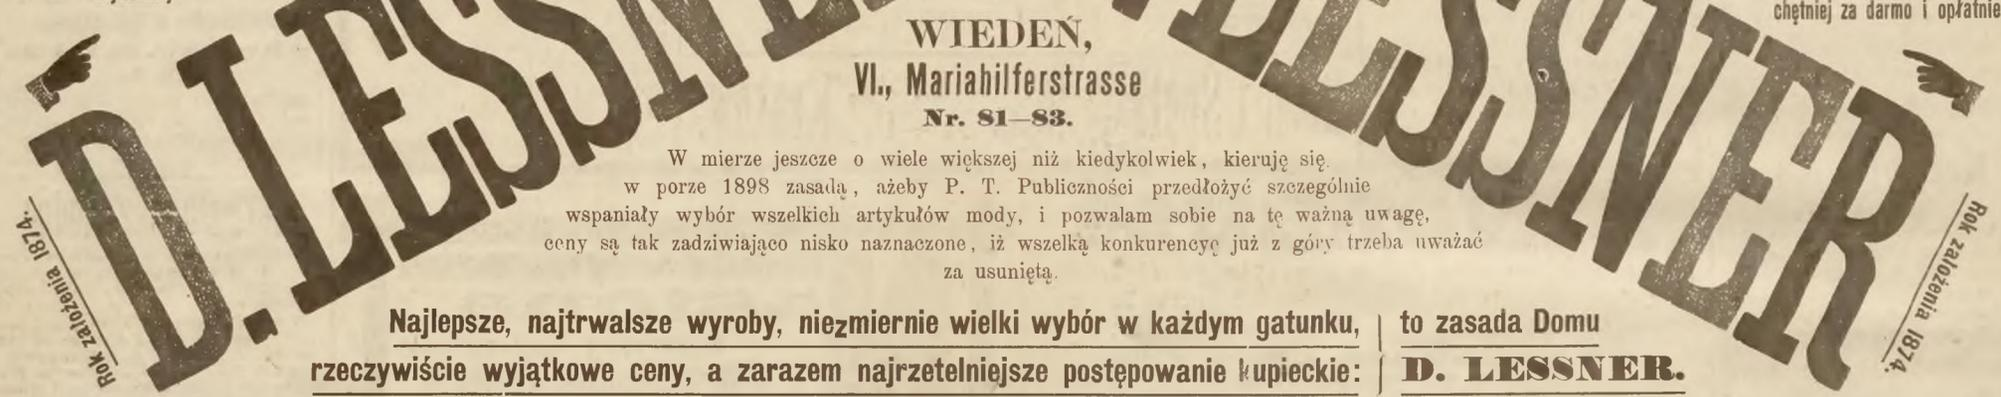 chętniej za darmo i opłatnie
D. LESSNER
D. LESSNER
WIEDEŃ,
VI., Mariahilferstrasse
Nr. 81—83.
W mierze jeszcze o wiele większej niż kiedykolwiek, kieruję się
w porze 1898 zasadą, ażeby P. T. Publiczności przedłożyć szczególnie
wspaniały wybór wszelkich artykułów mody, i pozwalam sobie na tę ważną uwagę,
ceny są tak zadziwiająco nisko naznaczone, iż wszelką konkurencyę już z góry trzeba uważać
za usuniętą.
Rok założenia 1874.
Rok założenia 1874.
Najlepsze, najtrwalsze wyroby, niezmiernie wielki wybór w każdym gatunku,
rzeczywiście wyjątkowe ceny, a zarazem najrzetelniejsze postępowanie kupieckie:
to zasada Domu
D. LESSNER.